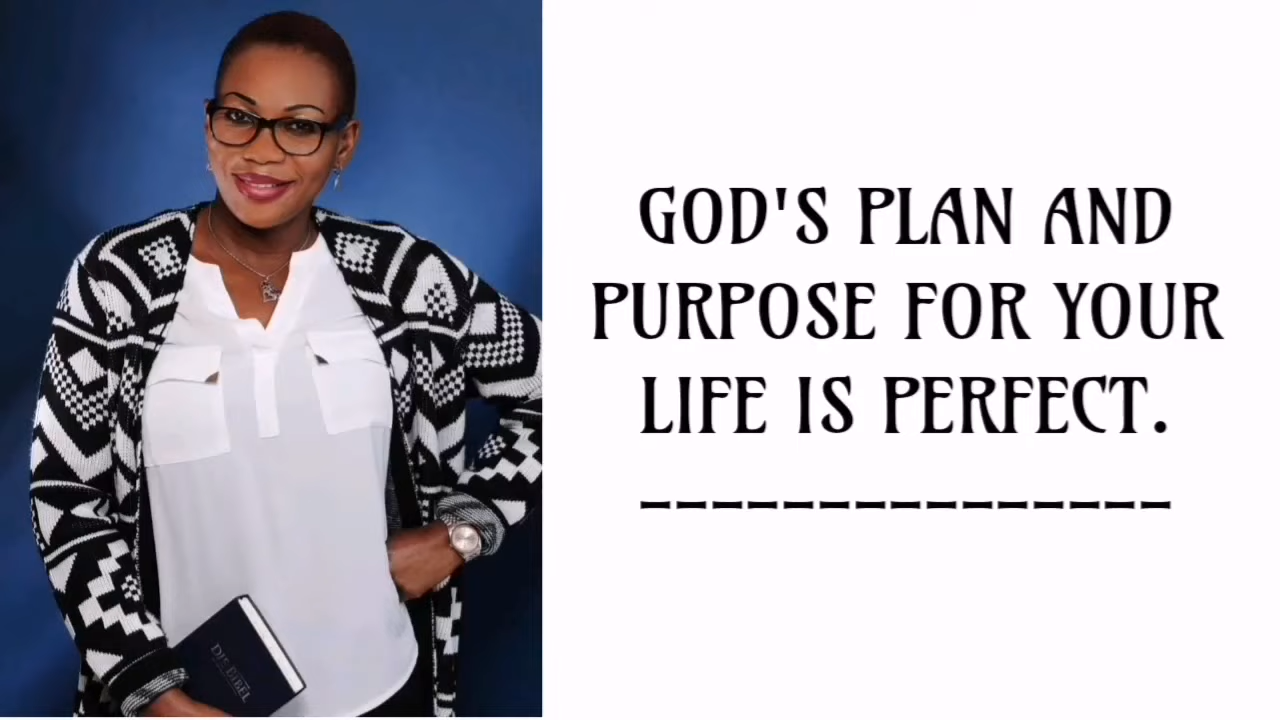 GOD'S PLAN AND
PURPOSE FOR YOUR
LIFE IS PERFECT.
---------------
DIE BIBEL